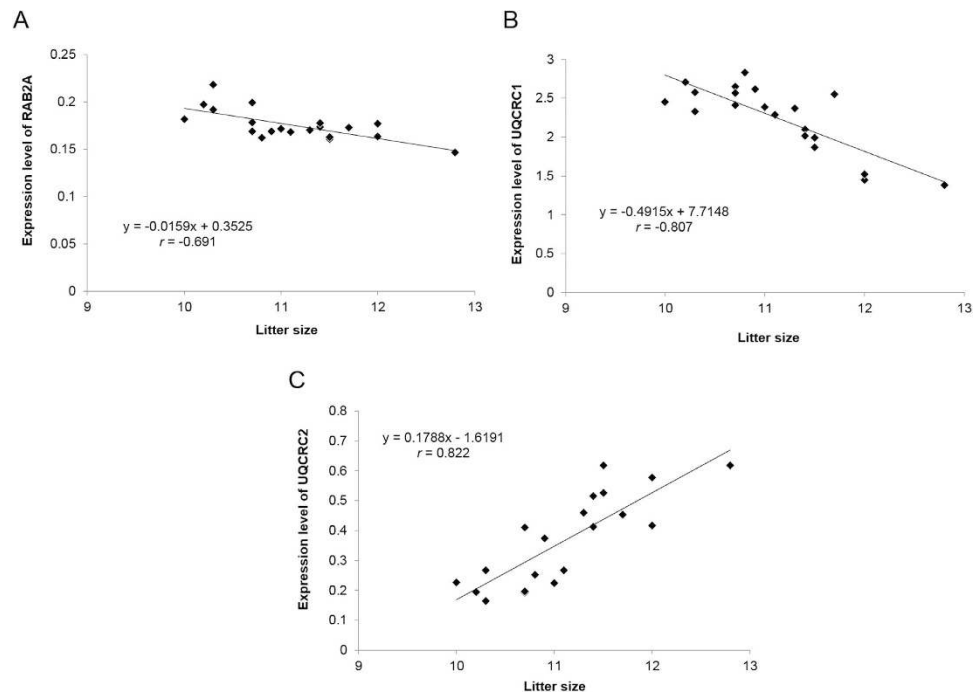 A
Expression level of RAB2A
0.25
0.2
0.15
0.1
0.05
0
y = -0.0159x + 0.3525
r = -0.691
9 10 11 12 13
Litter size
B
Expression level of UQCRC1
3
2.5
2
1.5
1
0.5
0
y = -0.4915x + 7.7148
r = -0.807
9 10 11 12 13
Litter size
C
Expression level of UQCRC2
0.8
0.7
0.6
0.5
0.4
0.3
0.2
0.1
0
y = 0.1788x - 1.6191
r = 0.822
9 10 11 12 13
Litter size